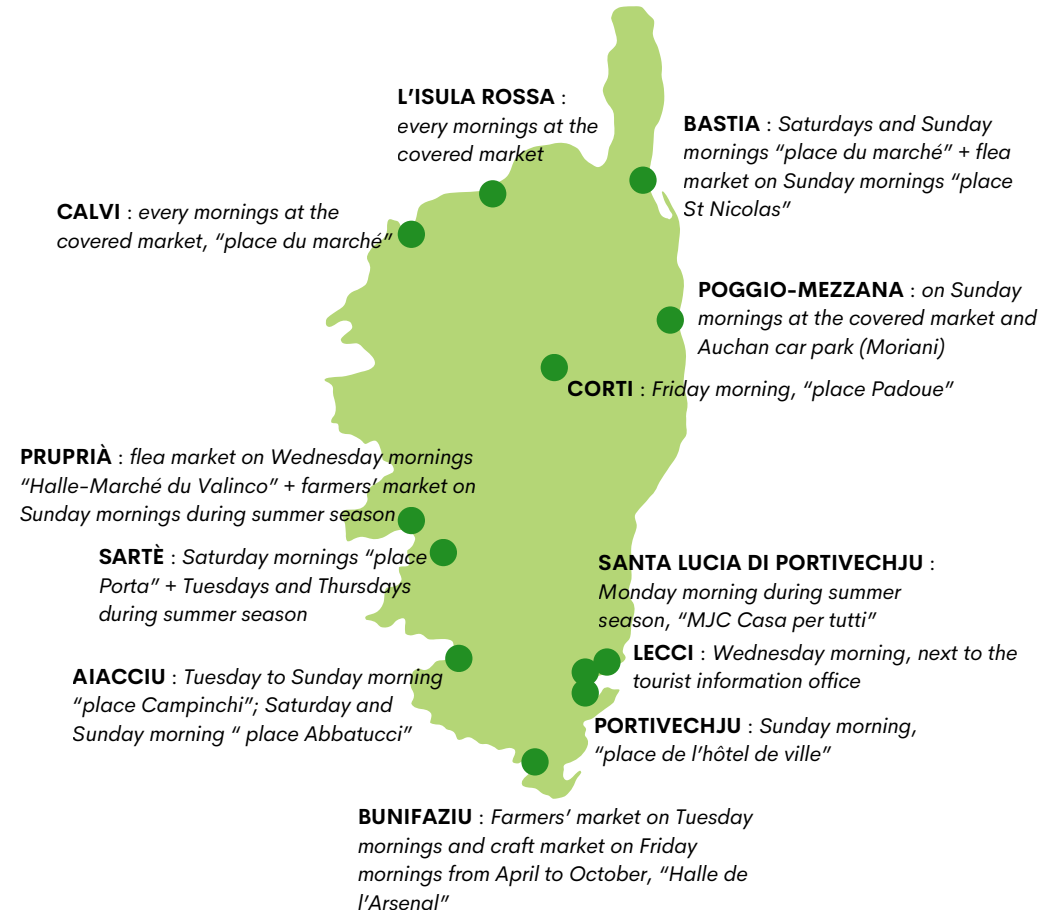 L’ISULA ROSSA :
every mornings at the
covered market
BASTIA : Saturdays and Sunday
mornings “place du marché” + flea
market on Sunday mornings “place
St Nicolas”
CALVI : every mornings at the
covered market, “place du marché”
POGGIO-MEZZANA : on Sunday
mornings at the covered market and
Auchan car park (Moriani)
CORTI : Friday morning, “place Padoue”
PRUPRIÀ : flea market on Wednesday mornings
“Halle-Marché du Valinco” + farmers’ market on
Sunday mornings during summer season
SARTÈ : Saturday mornings “place
Porta” + Tuesdays and Thursdays
during summer season
SANTA LUCIA DI PORTIVECHJU :
Monday morning during summer
season, “MJC Casa per tutti”
LECCI : Wednesday morning, next to the
tourist information office
AIACCIU : Tuesday to Sunday morning
“place Campinchi”; Saturday and
Sunday morning “ place Abbatucci”
PORTIVECHJU : Sunday morning,
“place de l’hôtel de ville”
BUNIFAZIU : Farmers’ market on Tuesday
mornings and craft market on Friday
mornings from April to October, “Halle de
l’Arsenal”